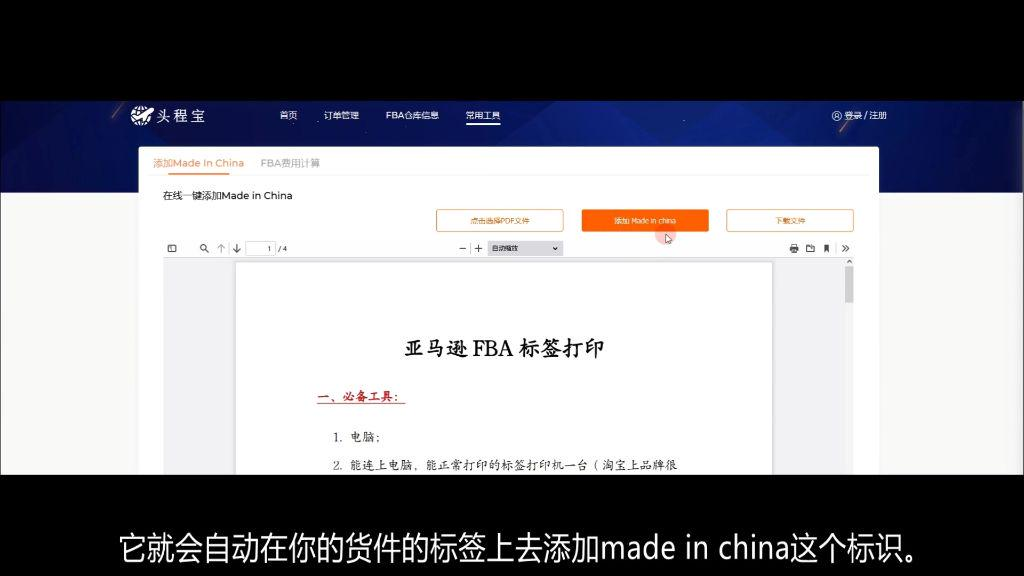 头程宝
首页 订单管理 FBA仓库信息 常用工具 登录 / 注册
添加Made In China FBA费用计算
在线一键添加Made in China
点击选择PDF文件 添加 Made in china 下载文件
1 / 4 自动缩放
亚马逊 FBA 标签打印
一、必备工具：
1. 电脑；
2. 能连上电脑，能正常打印的标签打印机一台（淘宝上品牌很
它就会自动在你的货件的标签上去添加made in china这个标识。